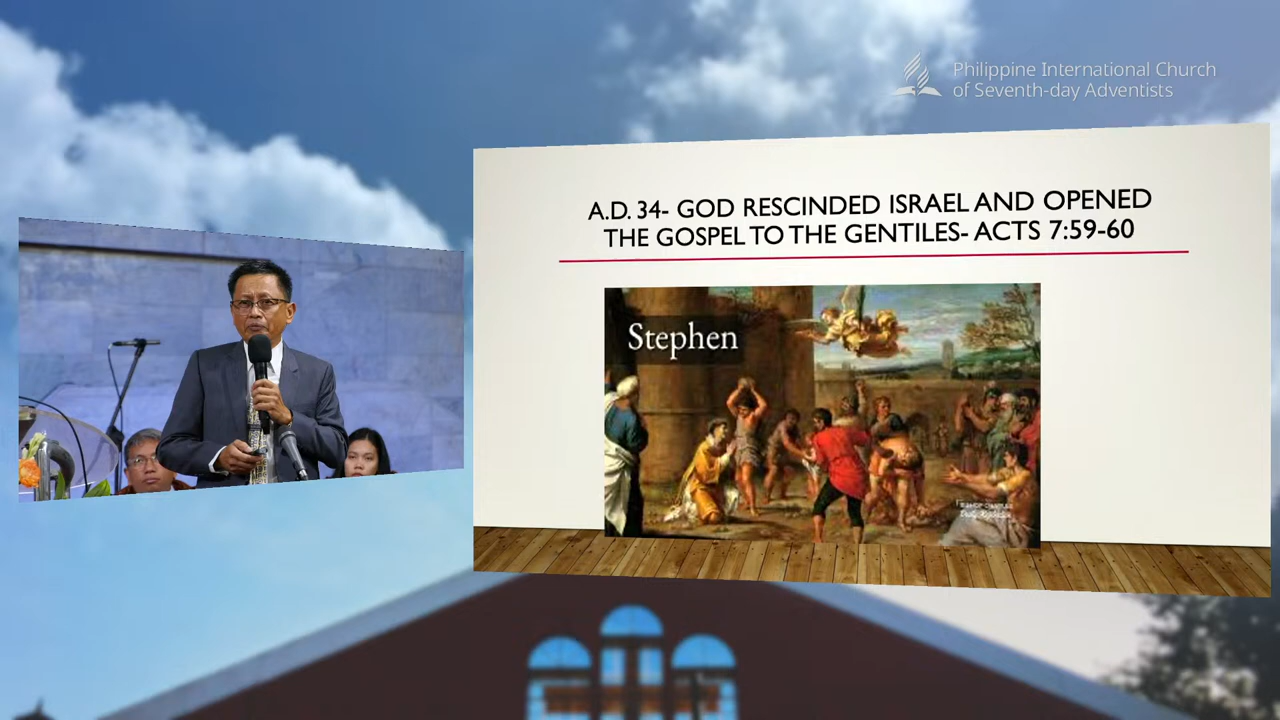 Philippine International Church
of Seventh-day Adventists
A.D. 34- GOD RESCINDED ISRAEL AND OPENED
THE GOSPEL TO THE GENTILES- ACTS 7:59-60
Stephen